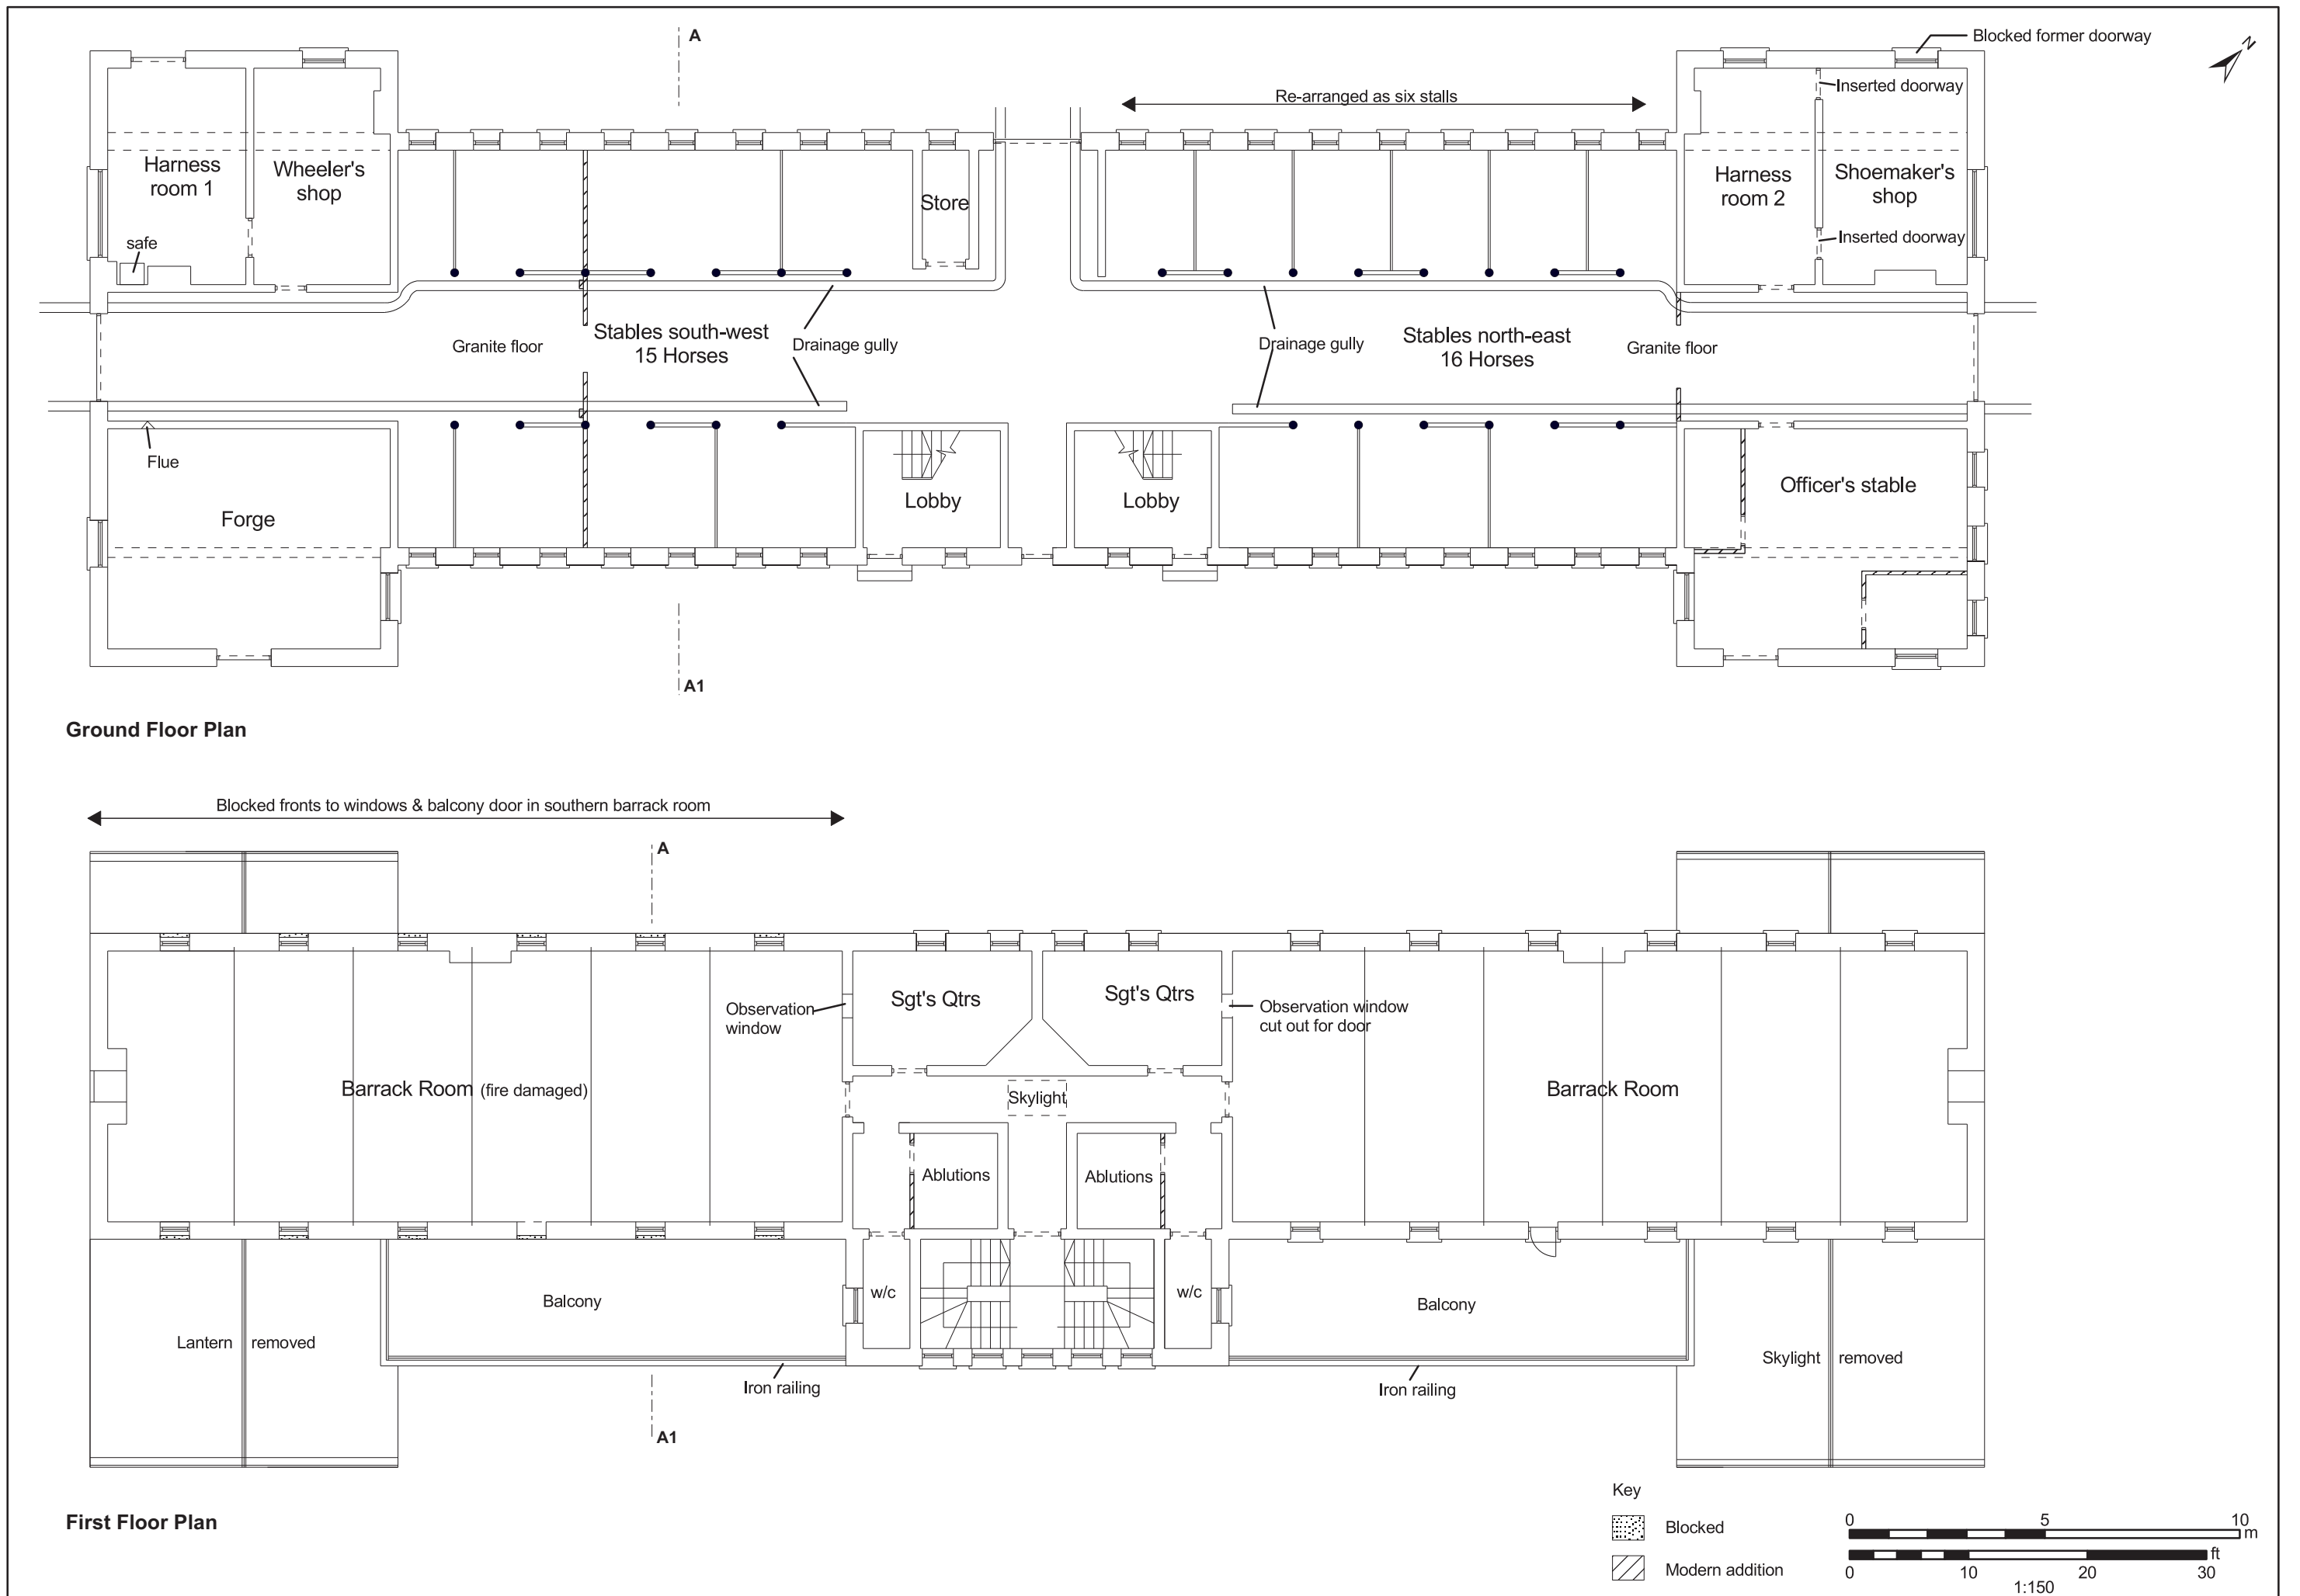 A
Blocked former doorway
N
Inserted doorway
Re-arranged as six stalls
Harness
room 1
Wheeler's
shop
Store
Harness
room 2
Shoemaker's
shop
safe
Inserted doorway
Granite floor
Stables south-west
15 Horses
Drainage gully
Drainage gully
Stables north-east
16 Horses
Granite floor
Flue
Forge
Lobby
Lobby
Officer's stable
A1
Ground Floor Plan
Blocked fronts to windows & balcony door in southern barrack room
A
Observation
window
Sgt's Qtrs
Sgt's Qtrs
Observation window
cut out for door
Barrack Room (fire damaged)
Skylight
Barrack Room
Ablutions
Ablutions
Balcony
w/c
w/c
Balcony
Lantern removed
Skylight removed
Iron railing
Iron railing
A1
First Floor Plan
Key
Blocked
Modern addition
0 5 10
m
ft
0 10 20 30
1:150